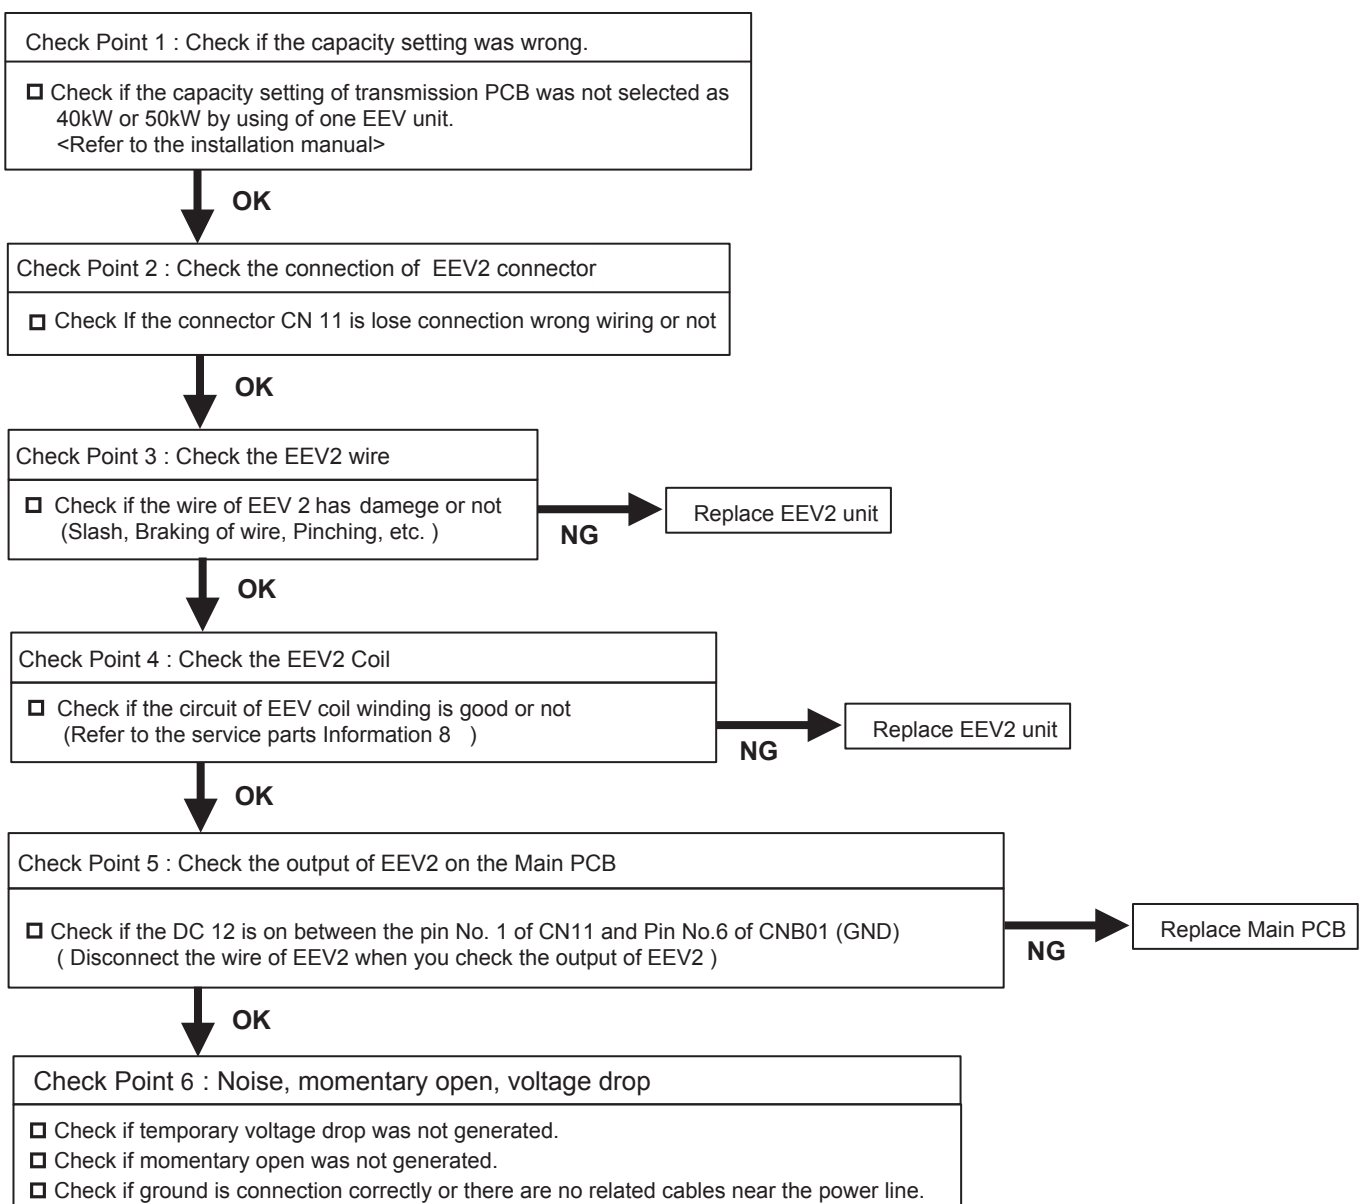 Check Point 1 : Check if the capacity setting was wrong.
Check if the capacity setting of transmission PCB was not selected as
40kW or 50kW by using of one EEV unit.
<Refer to the installation manual>
OK
Check Point 2 : Check the connection of EEV2 connector
Check If the connector CN 11 is lose connection wrong wiring or not
OK
Check Point 3 : Check the EEV2 wire
Check if the wire of EEV 2 has damege or not
(Slash, Braking of wire, Pinching, etc. )
NG
Replace EEV2 unit
OK
Check Point 4 : Check the EEV2 Coil
Check if the circuit of EEV coil winding is good or not
(Refer to the service parts Information 8 )
NG
Replace EEV2 unit
OK
Check Point 5 : Check the output of EEV2 on the Main PCB
Check if the DC 12 is on between the pin No. 1 of CN11 and Pin No.6 of CNB01 (GND)
( Disconnect the wire of EEV2 when you check the output of EEV2 )
NG
Replace Main PCB
OK
Check Point 6 : Noise, momentary open, voltage drop
Check if temporary voltage drop was not generated.
Check if momentary open was not generated.
Check if ground is connection correctly or there are no related cables near the power line.